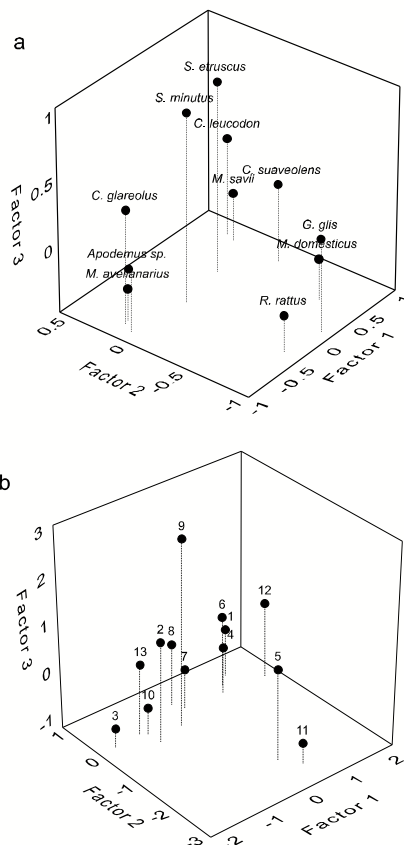 a
S. etruscus
S. minutus
C. leucodon
C. suaveolens
M. savii
C. glareolus
G. glis
M. domesticus
Apodemus sp.
M. avellanarius
R. rattus
1
0.5
0
Factor 3
0.5
0
-0.5
-1
Factor 2
-1
-0.5
0
0.5
1
Factor 1
b
9
6
1
4
12
2
8
13
7
5
10
3
11
3
2
1
0
-1
Factor 3
1
0
-1
-2
-3
Factor 2
-2
-1
0
1
2
Factor 1